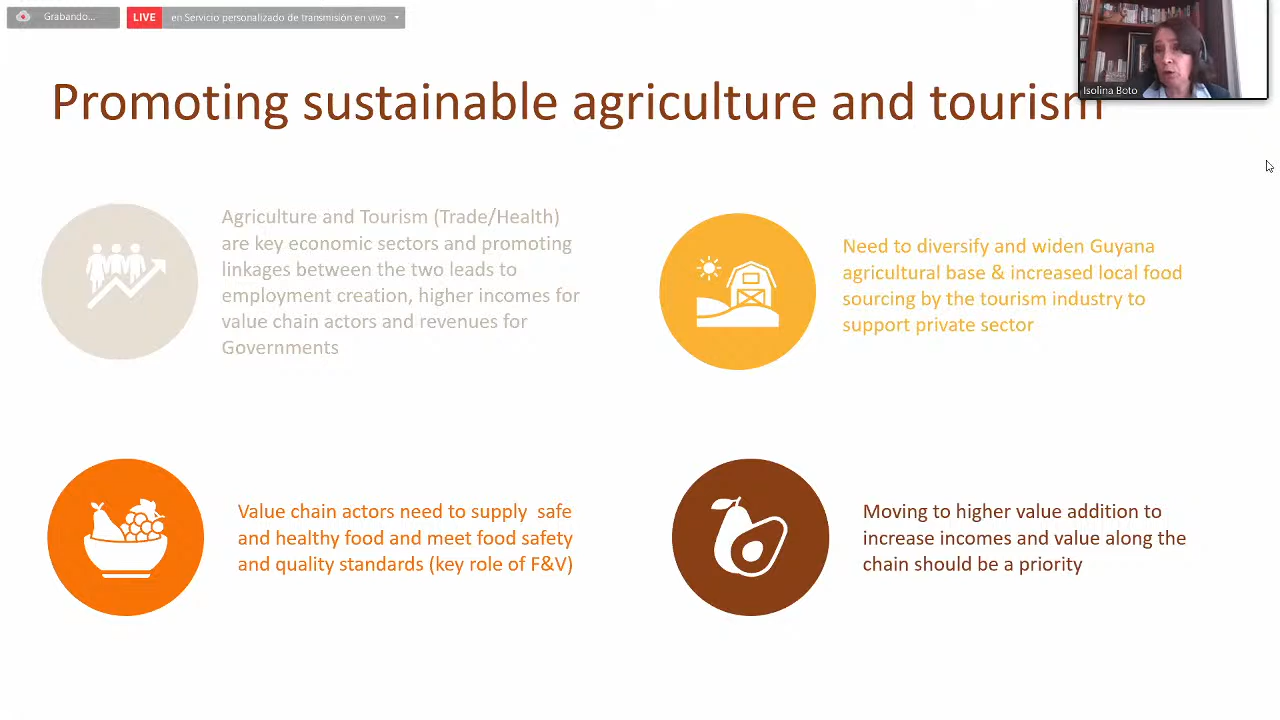 Grabando...
LIVE
en Servicio personalizado de transmisión en vivo
Promoting sustainable agriculture and tourism
Isolina Boto
Agriculture and Tourism (Trade/Health)
are key economic sectors and promoting
linkages between the two leads to
employment creation, higher incomes for
value chain actors and revenues for
Governments
Need to diversify and widen Guyana
agricultural base & increased local food
sourcing by the tourism industry to
support private sector
Value chain actors need to supply  safe
and healthy food and meet food safety
and quality standards (key role of F&V)
Moving to higher value addition to
increase incomes and value along the
chain should be a priority